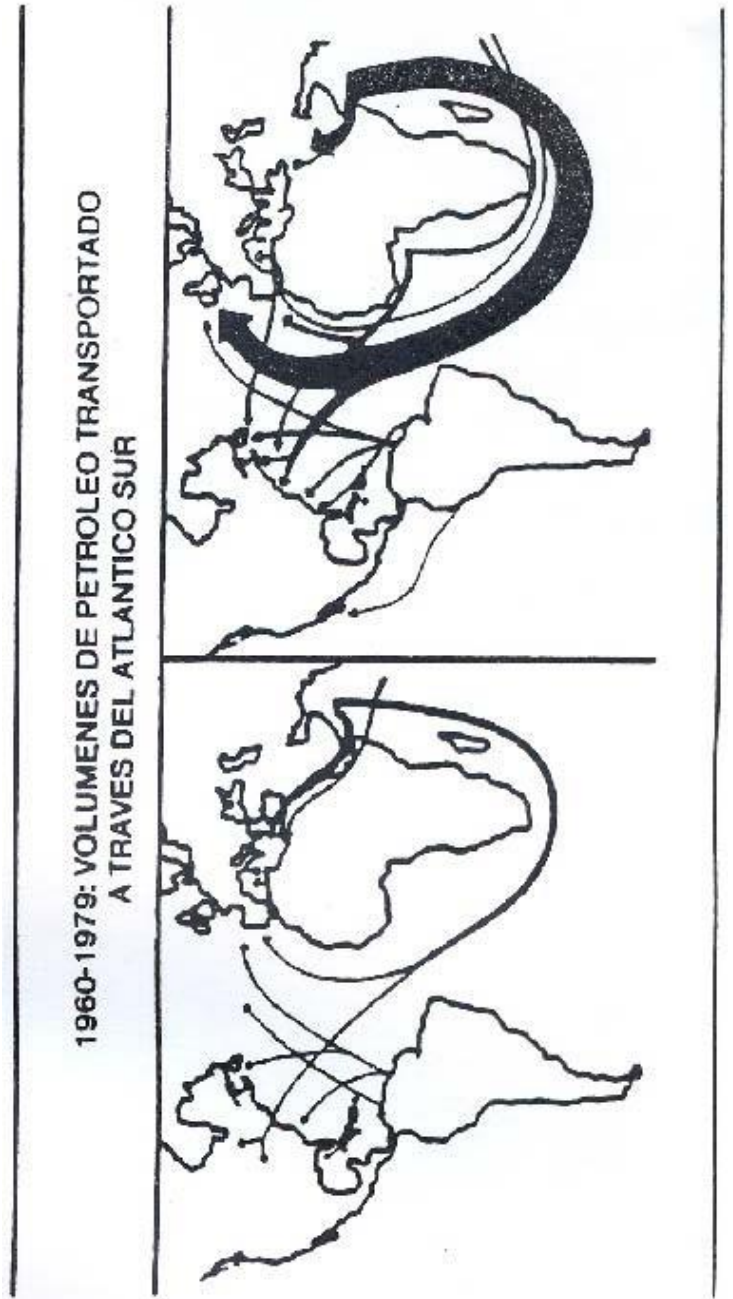 1960-1979: VOLUMENES DE PETROLEO TRANSPORTADO
A TRAVES DEL ATLANTICO SUR